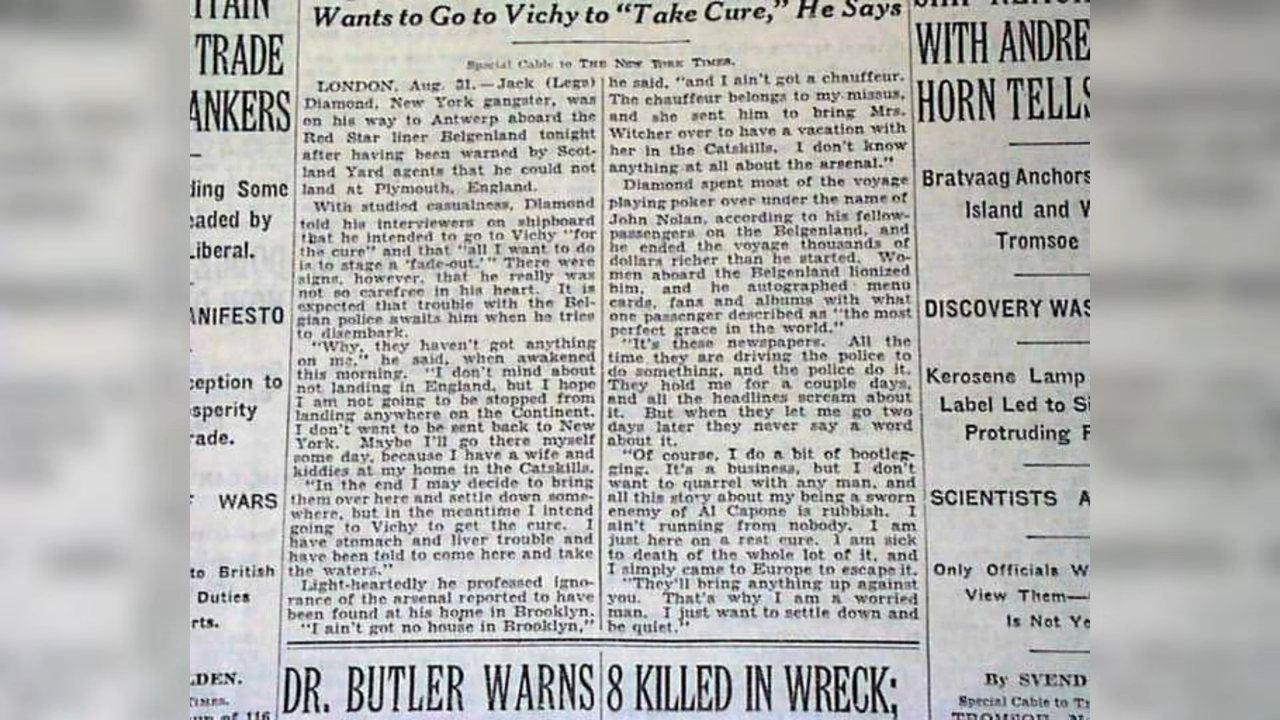 ITAIN
TRADE
ANKERS
ding Some
eaded by
Liberal.
ANIFESTO
ception to
sperity
rade.
WARS
to British
Duties
rts.
DEN.
TIMES.
of 116
Wants to Go to Vichy to "Take Cure," He Says
Special Cable to THE NEW YORK TIMES.
LONDON, Aug. 31.—Jack (Legs)
Diamond, New York gangster, was
on his way to Antwerp aboard the
Red Star liner Belgenland tonight
after having been warned by Scot-
land Yard agents that he could not
land at Plymouth, England.
With studied casualness, Diamond
told his interviewers on shipboard
that he intended to go to Vichy "for
the cure" and that "all I want to do
is to stage a 'fade-out.'" There were
signs, however, that he really was
not so carefree in his heart. It is
expected that trouble with the Bel-
gian police awaits him when he tries
to disembark.
"Why, they haven't got anything
on me," he said, when awakened
this morning. "I don't mind about
not landing in England, but I hope
I am not going to be stopped from
landing anywhere on the Continent.
I don't want to be sent back to New
York. Maybe I'll go there myself
some day, because I have a wife and
kiddies at my home in the Catskills.
"In the end I may decide to bring
them over here and settle down some-
where, but in the meantime I intend
going to Vichy to get the cure. I
have stomach and liver trouble and
have been told to come here and take
the waters."
Light-heartedly he professed igno-
rance of the arsenal reported to have
been found at his home in Brooklyn.
"I ain't got no house in Brooklyn,"
he said, "and I ain't got a chauffeur.
The chauffeur belongs to my missus,
and she sent him to bring Mrs.
Witcher over to have a vacation with
her in the Catskills. I don't know
anything at all about the arsenal."
Diamond spent most of the voyage
playing poker over under the name of
John Nolan, according to his fellow-
passengers on the Belgenland, and
he ended the voyage thousands of
dollars richer than he started. Wo-
men aboard the Belgenland lionized
him, and he autographed menu
cards, fans and albums with what
one passenger described as "the most
perfect grace in the world."
"It's these newspapers. All the
time they are driving the police to
do something, and the police do it.
They hold me for a couple days,
and all the headlines scream about
it. But when they let me go two
days later they never say a word
about it.
"Of course, I do a bit of bootleg-
ging. It's a business, but I don't
want to quarrel with any man, and
all this story about my being a sworn
enemy of Al Capone is rubbish. I
ain't running from nobody. I am
just here on a rest cure. I am sick
to death of the whole lot of it, and
I simply came to Europe to escape it.
"They'll bring anything up against
you. That's why I am a worried
man. I just want to settle down and
be quiet."
DR. BUTLER WARNS
8 KILLED IN WRECK;
WITH ANDRE
HORN TELLS
Bratvaag Anchors
Island and
Tromsoe
DISCOVERY WAS
Kerosene Lamp
Label Led to
Protruding
SCIENTISTS A
Only Officials W
View Them—
Is Not Ye
By SVEND
Special Cable to